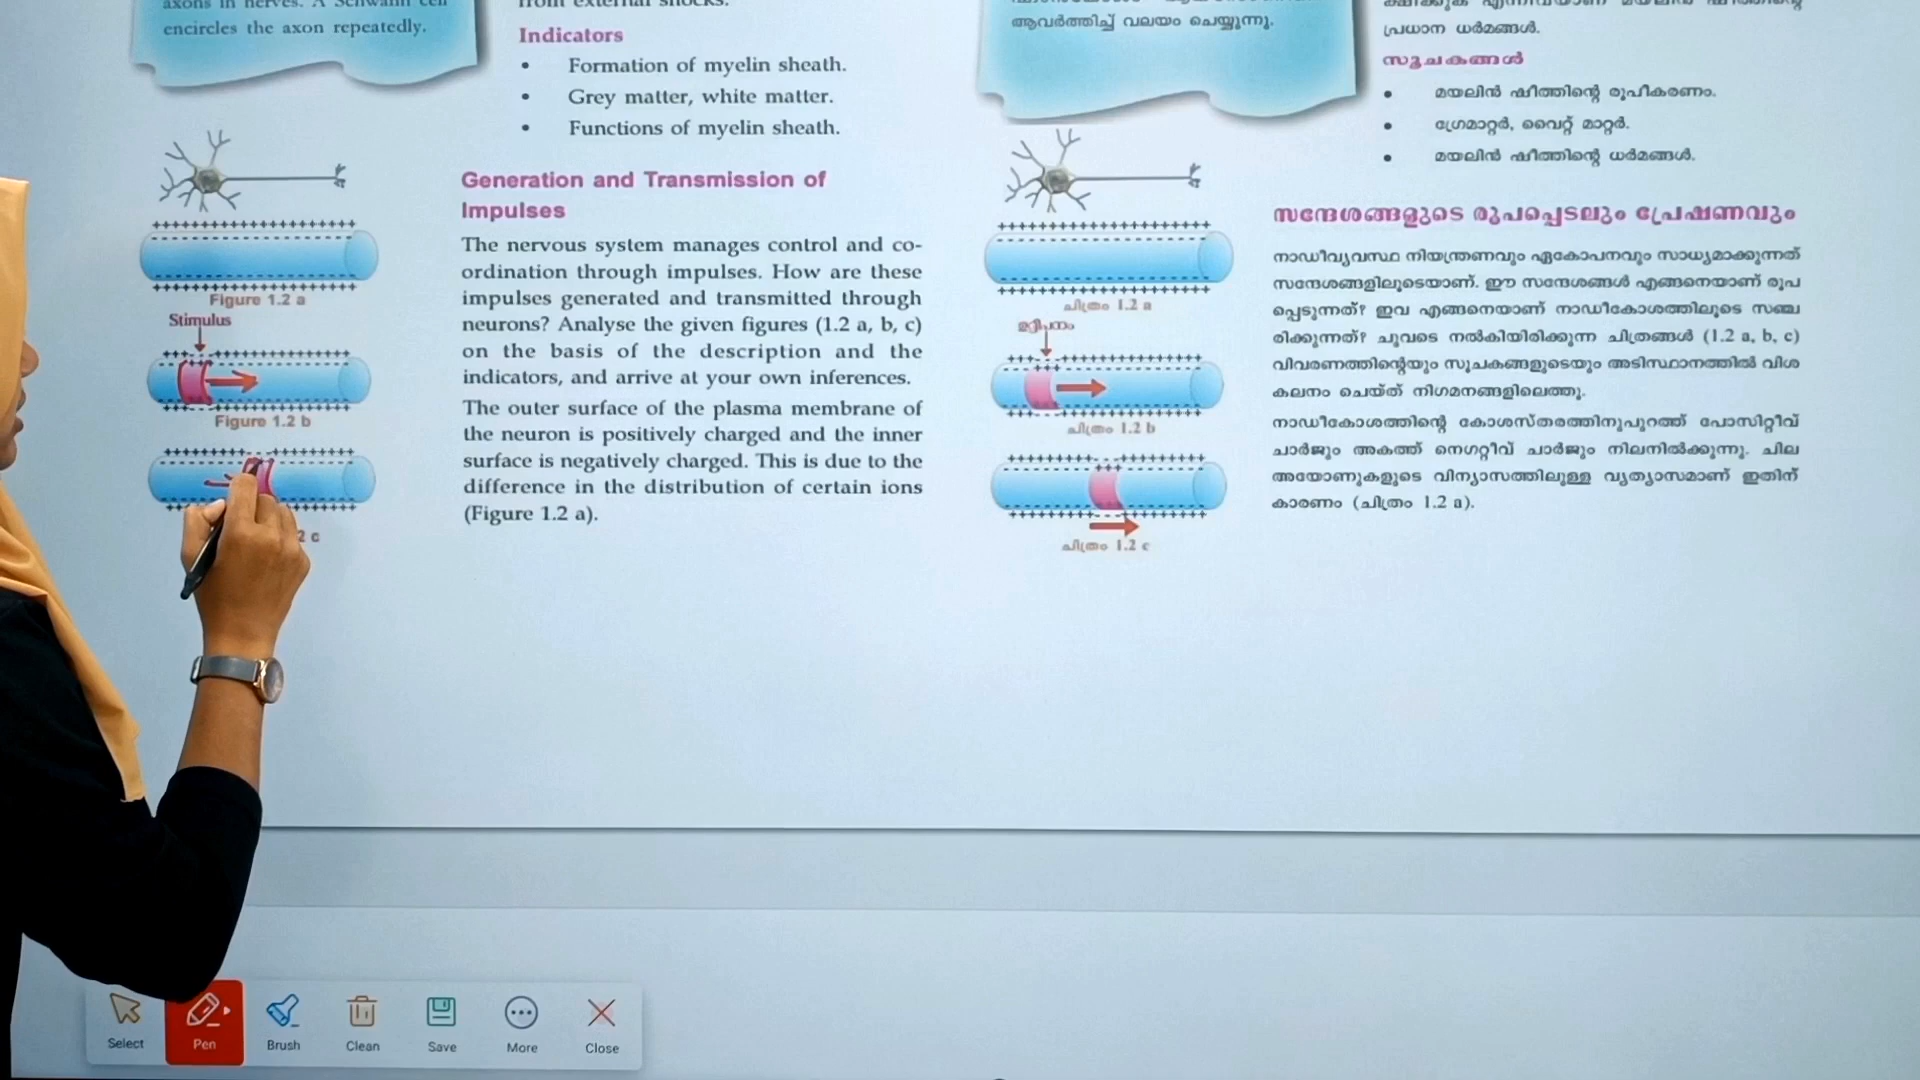 encircles the axon repeatedly.
from external shocks.
Indicators
• Formation of myelin sheath.
• Grey matter, white matter.
• Functions of myelin sheath.
Generation and Transmission of
Impulses
The nervous system manages control and co-
ordination through impulses. How are these
impulses generated and transmitted through
neurons? Analyse the given figures (1.2 a, b, c)
on the basis of the description and the
indicators, and arrive at your own inferences.
The outer surface of the plasma membrane of
the neuron is positively charged and the inner
surface is negatively charged. This is due to the
difference in the distribution of certain ions
(Figure 1.2 a).
Figure 1.2 a
Stimulus
Figure 1.2 b
2 c
ആവർത്തിച്ച് വലയം ചെയ്യുന്നു.
പ്രധാന ധർമങ്ങൾ.
സൂചകങ്ങൾ
• മയലിൻ ഷീത്തിന്റെ രൂപീകരണം.
• ഗ്രേമാറ്റർ, വൈറ്റ് മാറ്റർ.
• മയലിൻ ഷീത്തിന്റെ ധർമങ്ങൾ.
സന്ദേശങ്ങളുടെ രൂപപ്പെടലും പ്രേഷണവും
നാഡീവ്യവസ്ഥ നിയന്ത്രണവും ഏകോപനവും സാധ്യമാക്കുന്നത്
സന്ദേശങ്ങളിലൂടെയാണ്. ഈ സന്ദേശങ്ങൾ എങ്ങനെയാണ് രൂപ
പ്പെടുന്നത്? ഇവ എങ്ങനെയാണ് നാഡീകോശത്തിലൂടെ സഞ്ച
രിക്കുന്നത്? ചുവടെ നൽകിയിരിക്കുന്ന ചിത്രങ്ങൾ (1.2 a, b, c)
വിവരണത്തിന്റെയും സൂചകങ്ങളുടെയും അടിസ്ഥാനത്തിൽ വിശ
കലനം ചെയ്ത് നിഗമനങ്ങളിലെത്തൂ.
നാഡീകോശത്തിന്റെ കോശസ്തരത്തിനുപുറത്ത് പോസിറ്റീവ്
ചാർജും അകത്ത് നെഗറ്റീവ് ചാർജും നിലനിൽക്കുന്നു. ചില
അയോണുകളുടെ വിന്യാസത്തിലുള്ള വ്യത്യാസമാണ് ഇതിന്
കാരണം (ചിത്രം 1.2 a).
ചിത്രം 1.2 a
ഉദ്ദീപനം
ചിത്രം 1.2 b
ചിത്രം 1.2 c
Select
Pen
Brush
Clean
Save
More
Close